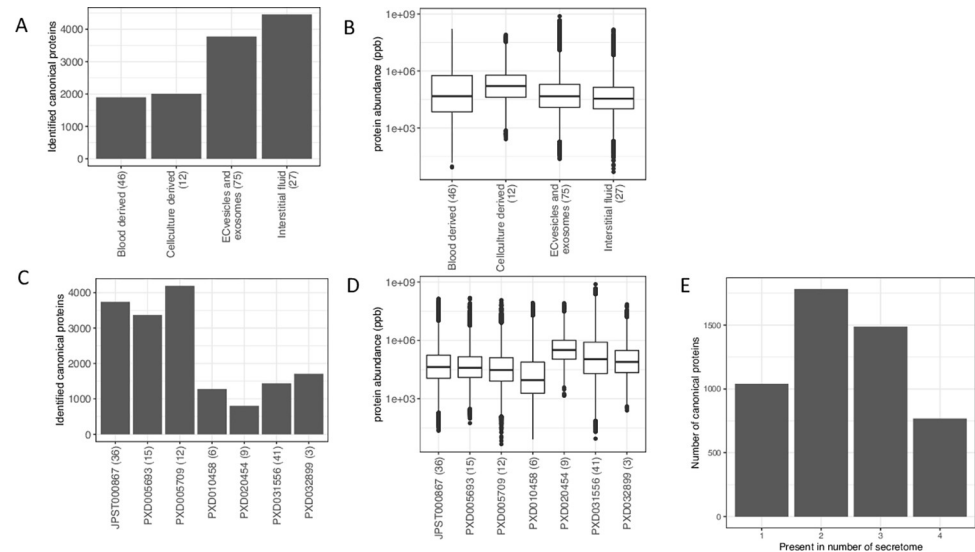 A
Identified canonical proteins
4000
3000
2000
1000
0
Blood derived (46)
Cellculture derived (12)
ECvesicles and
exosomes (75)
Interstitial fluid
(27)
B
protein abundance (ppb)
1e+09
1e+06
1e+03
Blood derived (46)
Cellculture derived
(12)
ECvesicles and
exosomes (75)
Interstitial fluid
(27)
C
Identified canonical proteins
4000
3000
2000
1000
0
JPST000867 (36)
PXD005693 (15)
PXD005709 (12)
PXD010458 (6)
PXD020454 (9)
PXD031556 (41)
PXD032899 (3)
D
protein abundance (ppb)
1e+09
1e+06
1e+03
JPST000867 (36)
PXD005693 (15)
PXD005709 (12)
PXD010458 (6)
PXD020454 (9)
PXD031556 (41)
PXD032899 (3)
E
Number of canonical proteins
1500
1000
500
0
1 2 3 4
Present in number of secretome